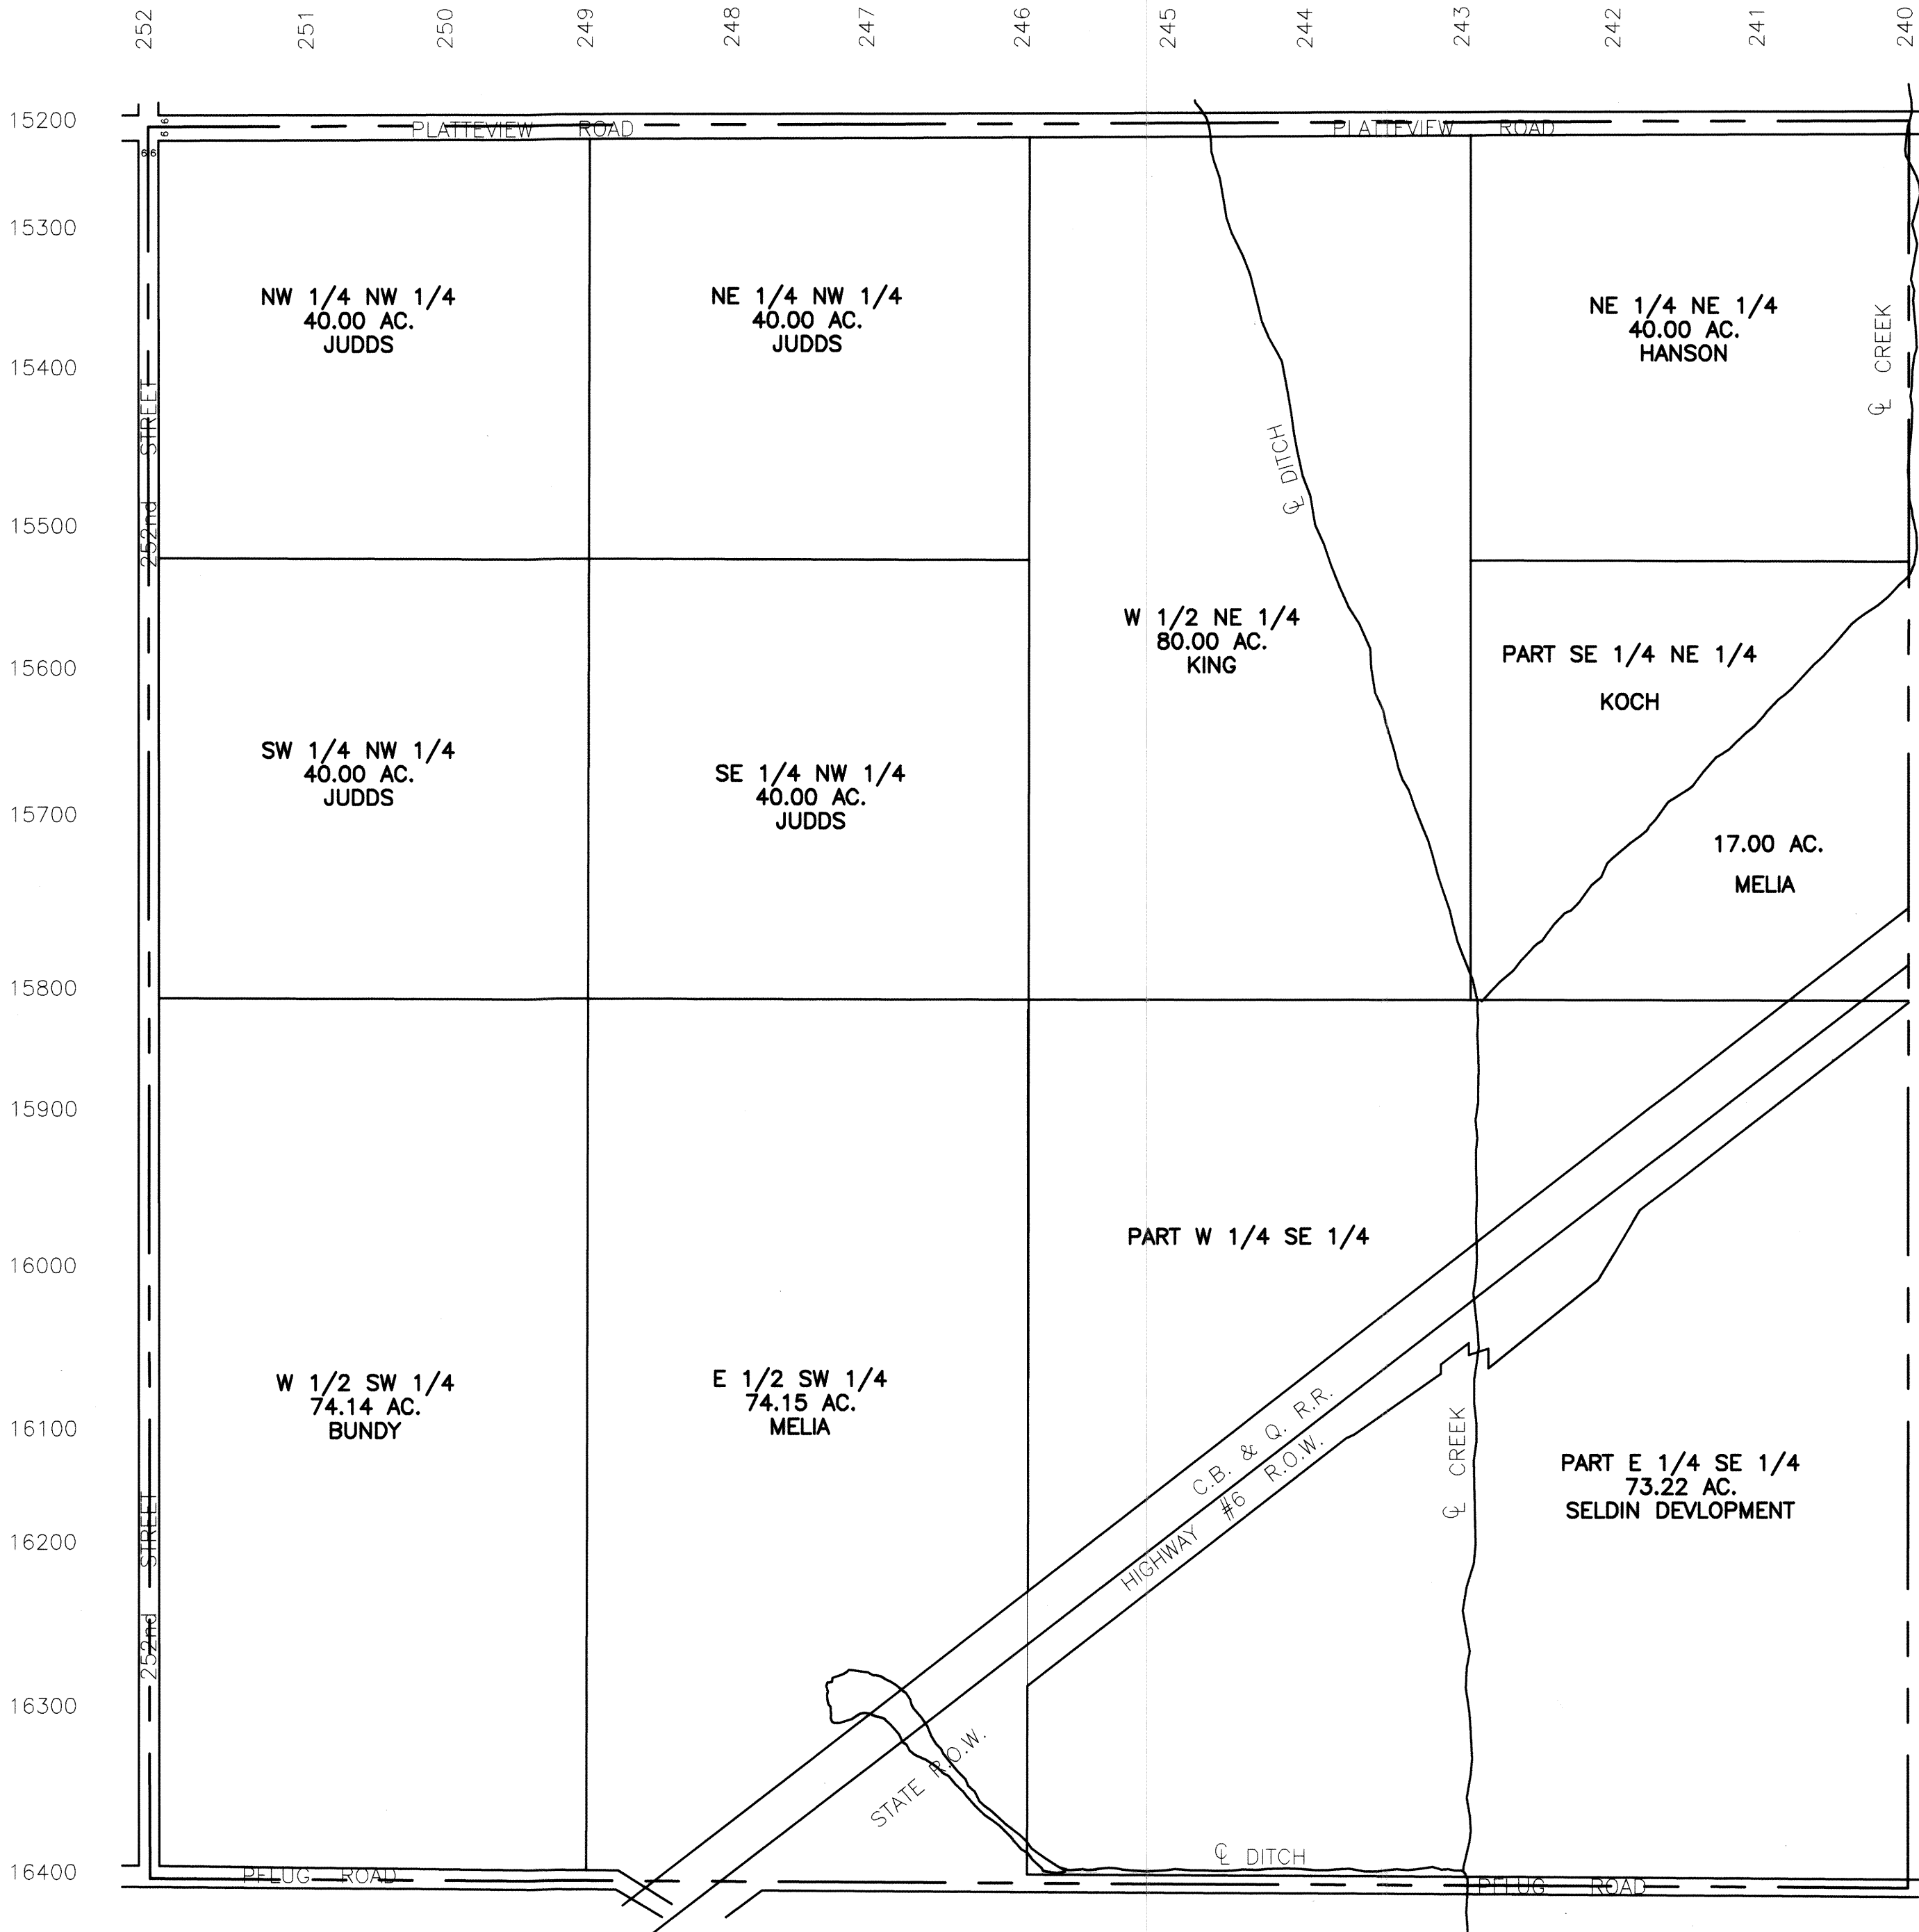 252
251
250
249
248
247
246
245
244
243
242
241
240
15200
15300
15400
15500
15600
15700
15800
15900
16000
16100
16200
16300
16400
PLATTEVIEW ROAD
PLATTEVIEW ROAD
66
66
NW 1/4 NW 1/4
40.00 AC.
JUDDS
NE 1/4 NW 1/4
40.00 AC.
JUDDS
NE 1/4 NE 1/4
40.00 AC.
HANSON
℄ CREEK
252nd STREET
℄ DITCH
W 1/2 NE 1/4
80.00 AC.
KING
PART SE 1/4 NE 1/4
KOCH
SW 1/4 NW 1/4
40.00 AC.
JUDDS
SE 1/4 NW 1/4
40.00 AC.
JUDDS
17.00 AC.
MELIA
PART W 1/4 SE 1/4
W 1/2 SW 1/4
74.14 AC.
BUNDY
E 1/2 SW 1/4
74.15 AC.
MELIA
C.B. & Q. R.R.
HIGHWAY #6 R.O.W.
℄ CREEK
PART E 1/4 SE 1/4
73.22 AC.
SELDIN DEVLOPMENT
252nd STREET
STATE R.O.W.
℄ DITCH
PFLUG ROAD
PFLUG ROAD